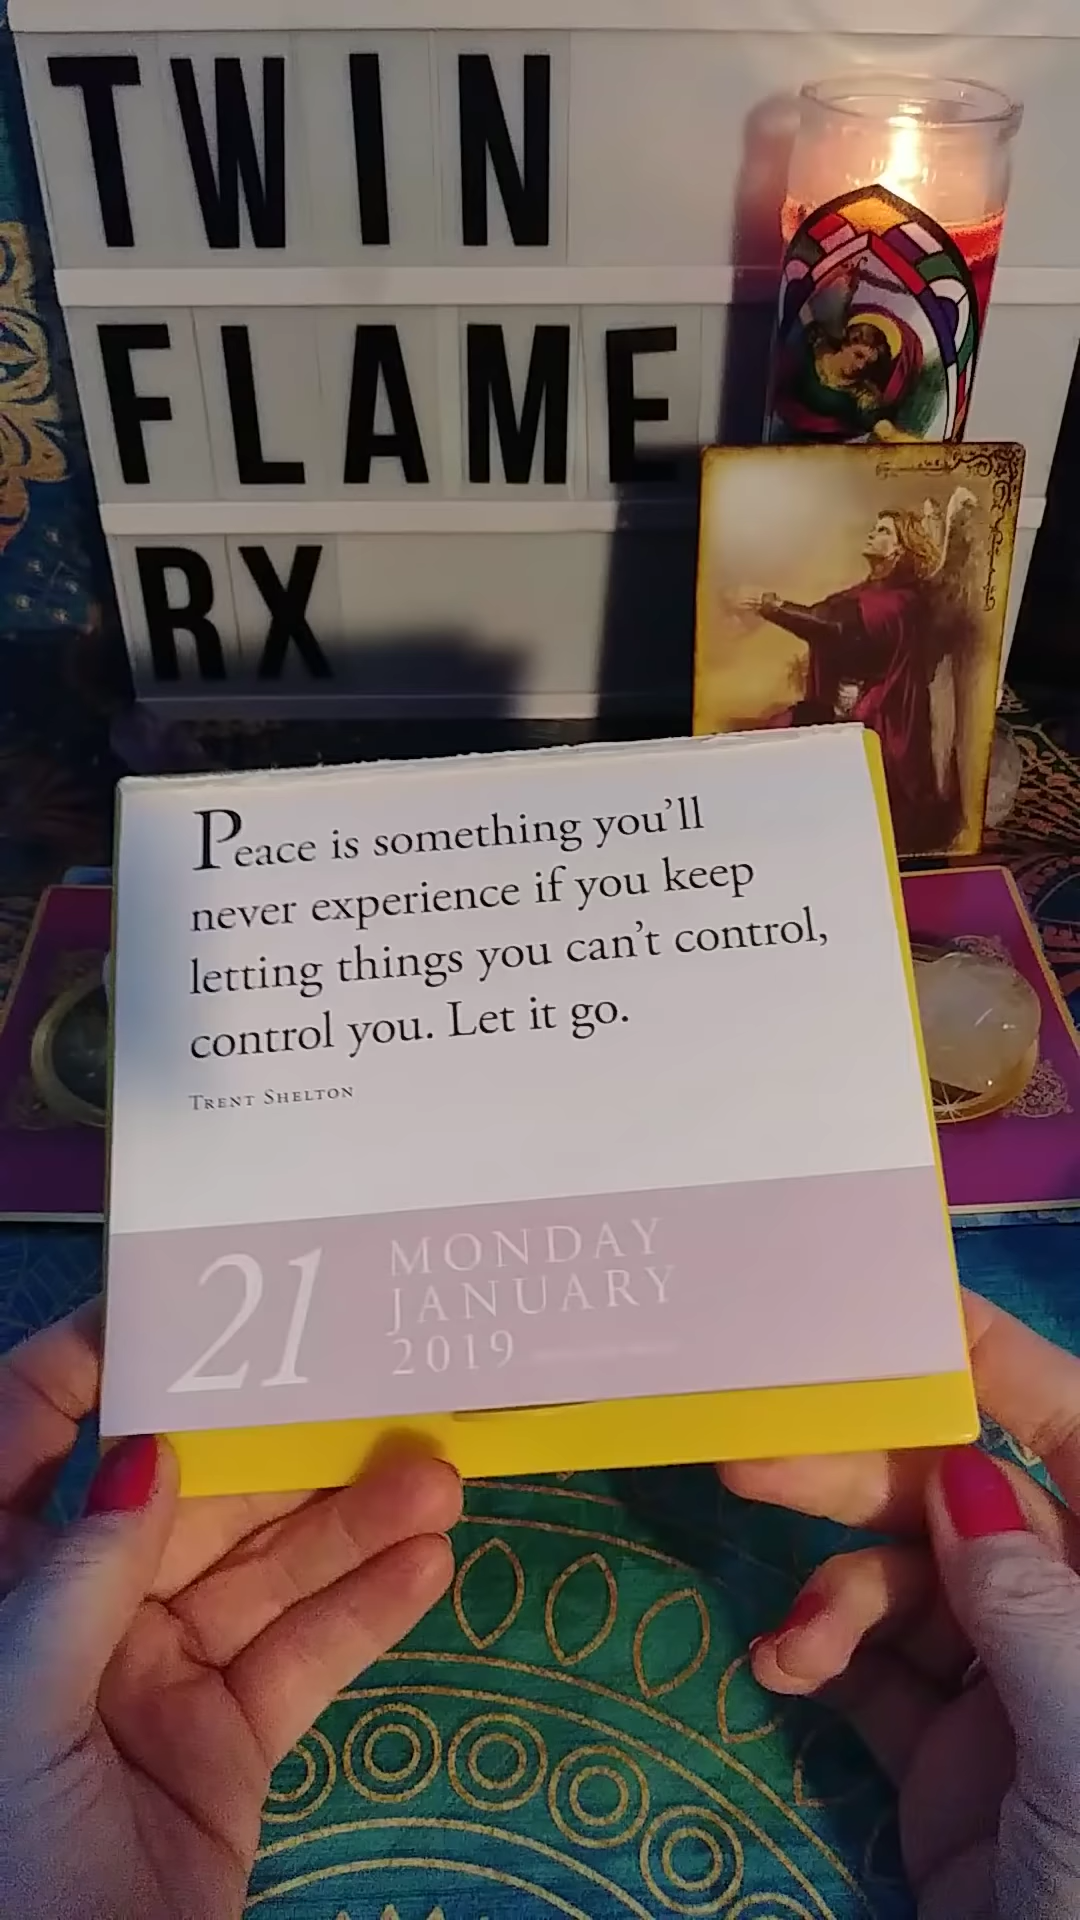 TWIN
FLAME
RX
Peace is something you'll
never experience if you keep
letting things you can't control,
control you. Let it go.
TRENT SHELTON
21
MONDAY
JANUARY
2019